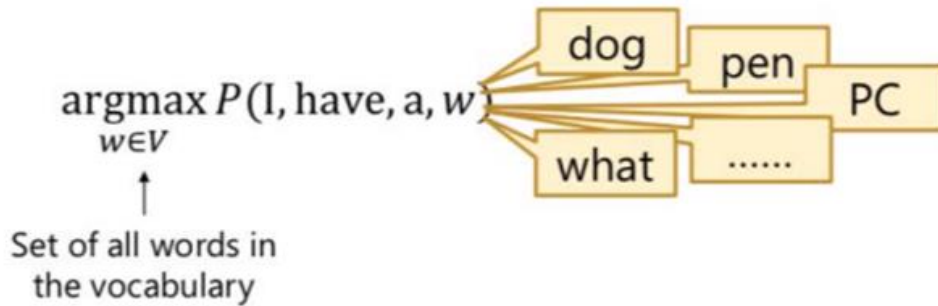 dog
pen
PC
argmax P(I, have, a, w)
w∈V
what
......
Set of all words in
the vocabulary